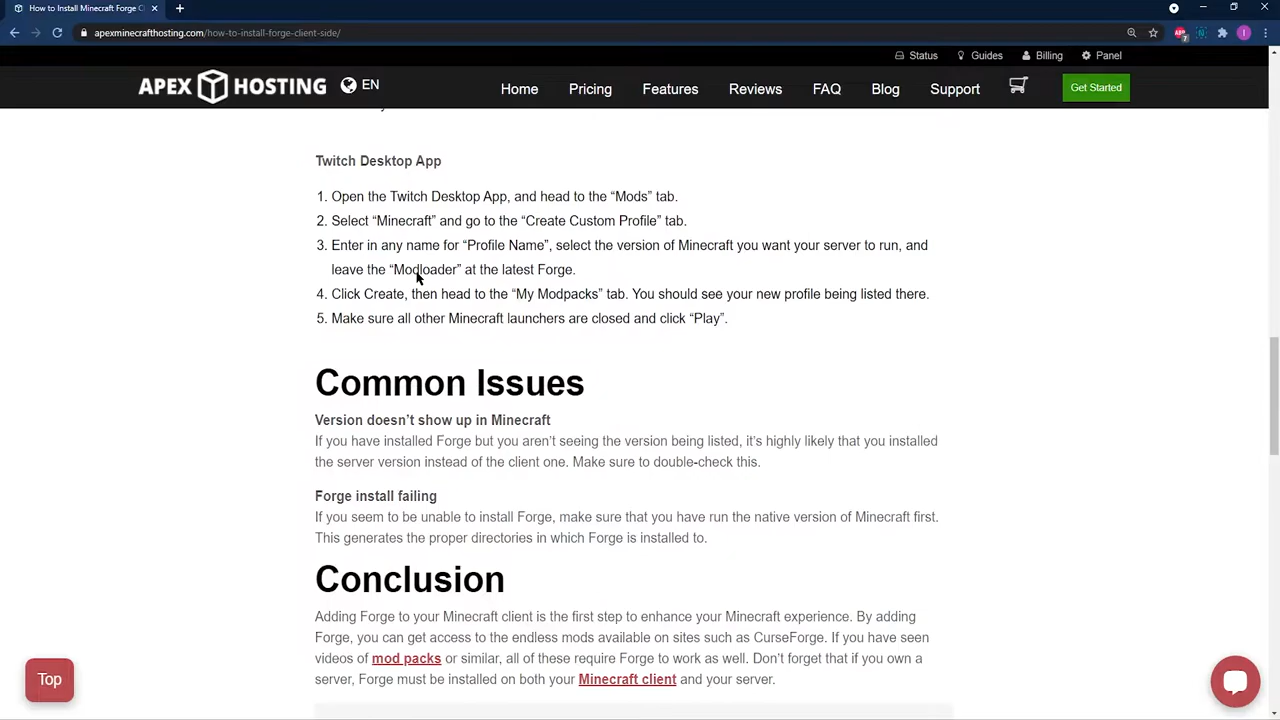 How to Install Minecraft Forge C
apexminecrafthosting.com/how-to-install-forge-client-side/
Status Guides Billing Panel
APEX HOSTING EN Home Pricing Features Reviews FAQ Blog Support Get Started
Twitch Desktop App
1. Open the Twitch Desktop App, and head to the “Mods” tab.
2. Select “Minecraft” and go to the “Create Custom Profile” tab.
3. Enter in any name for “Profile Name”, select the version of Minecraft you want your server to run, and
leave the “Modloader” at the latest Forge.
4. Click Create, then head to the “My Modpacks” tab. You should see your new profile being listed there.
5. Make sure all other Minecraft launchers are closed and click “Play”.
Common Issues
Version doesn’t show up in Minecraft
If you have installed Forge but you aren’t seeing the version being listed, it’s highly likely that you installed
the server version instead of the client one. Make sure to double-check this.
Forge install failing
If you seem to be unable to install Forge, make sure that you have run the native version of Minecraft first.
This generates the proper directories in which Forge is installed to.
Conclusion
Adding Forge to your Minecraft client is the first step to enhance your Minecraft experience. By adding
Forge, you can get access to the endless mods available on sites such as CurseForge. If you have seen
videos of mod packs or similar, all of these require Forge to work as well. Don’t forget that if you own a
server, Forge must be installed on both your Minecraft client and your server.
Top